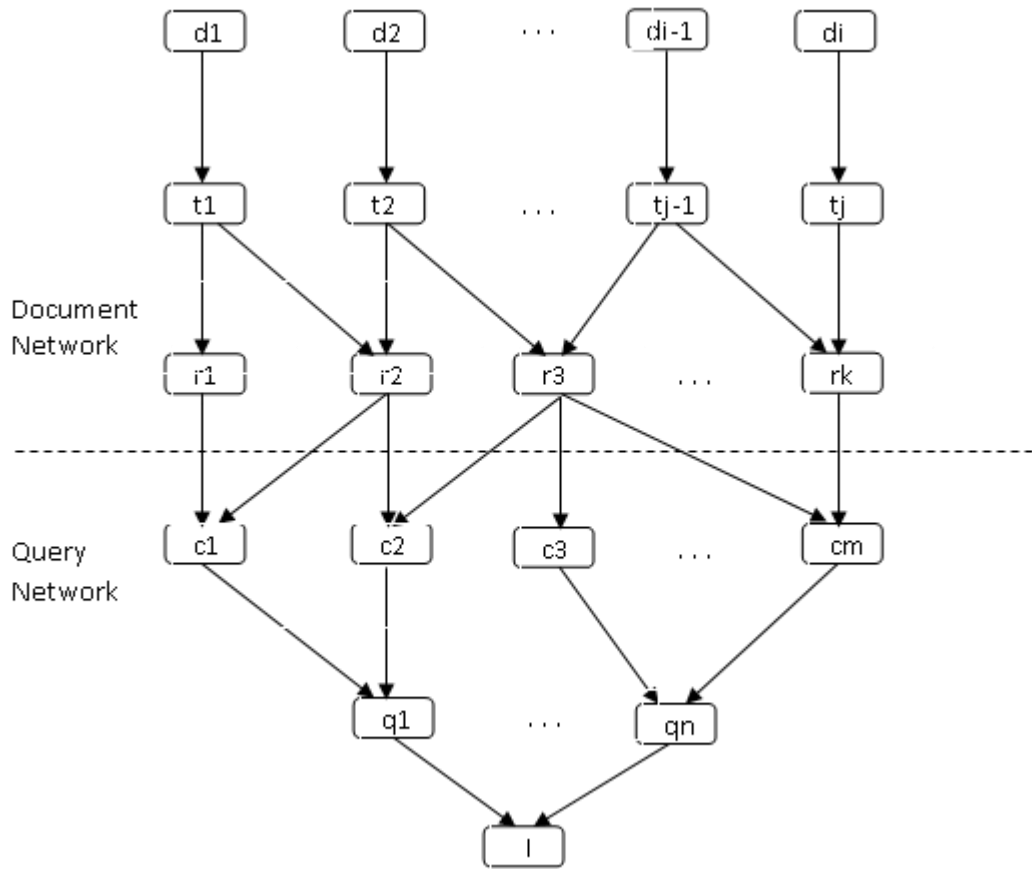 d1 d2 ... di-1 di
t1 t2 ... tj-1 tj
Document
Network
r1 r2 r3 ... rk
Query
Network
c1 c2 c3 ... cm
q1 ... qn
I